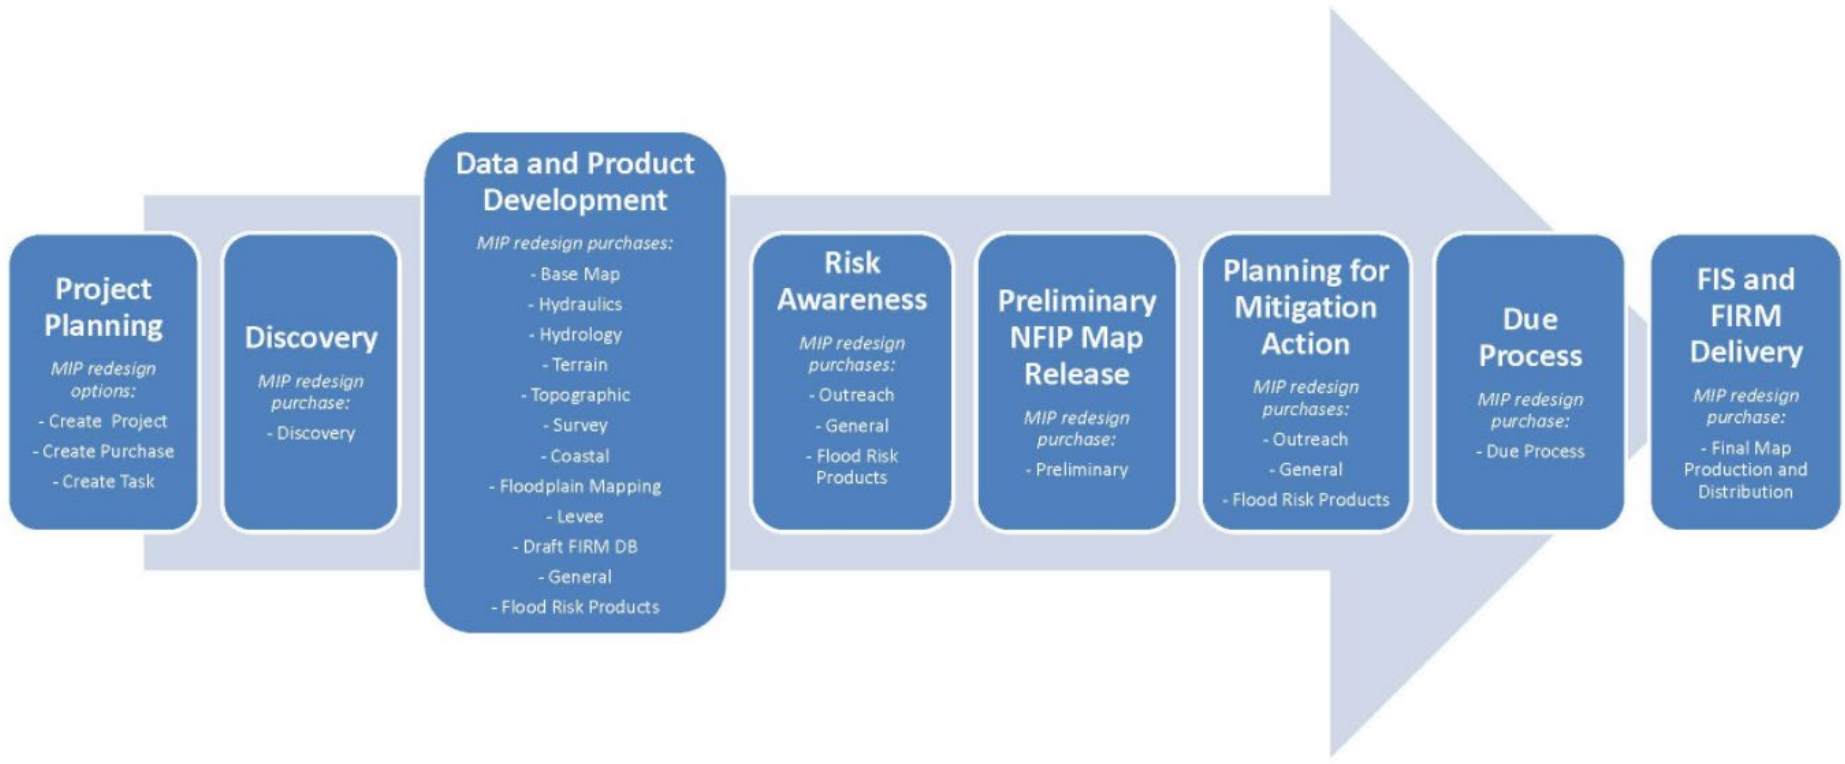 Project
Planning
MIP redesign
options:
- Create Project
- Create Purchase
- Create Task
Discovery
MIP redesign
purchase:
- Discovery
Data and Product
Development
MIP redesign purchases:
- Base Map
- Hydraulics
- Hydrology
- Terrain
- Topographic
- Survey
- Coastal
- Floodplain Mapping
- Levee
- Draft FIRM DB
- General
- Flood Risk Products
Risk
Awareness
MIP redesign
purchases:
- Outreach
- General
- Flood Risk
Products
Preliminary
NFIP Map
Release
MIP redesign
purchase:
- Preliminary
Planning for
Mitigation
Action
MIP redesign
purchases:
- Outreach
- General
- Flood Risk Products
Due
Process
MIP redesign
purchase:
- Due Process
FIS and
FIRM
Delivery
MIP redesign
purchase:
- Final Map
Production and
Distribution